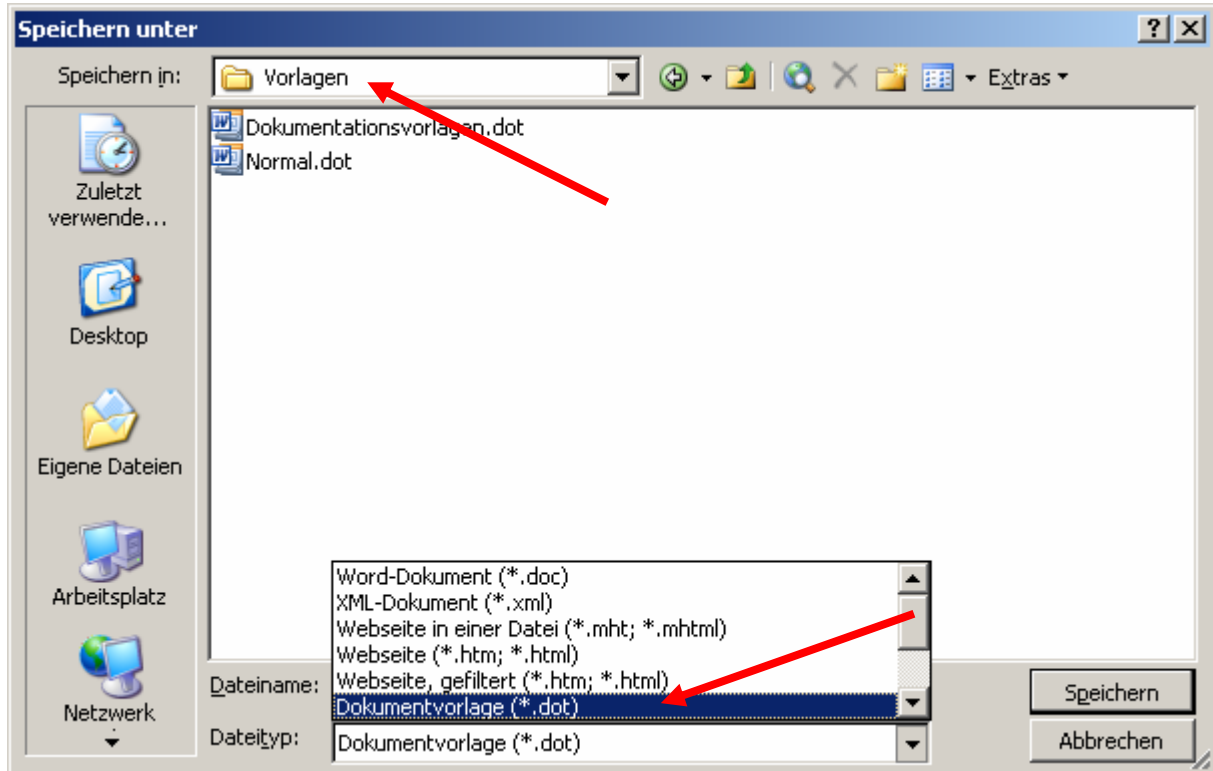 Speichern unter
Speichern in:
Vorlagen
Extras
Dokumentationsvorlagen.dot
Normal.dot
Zuletzt
verwende...
Desktop
Eigene Dateien
Arbeitsplatz
Netzwerk
Word-Dokument (*.doc)
XML-Dokument (*.xml)
Webseite in einer Datei (*.mht; *.mhtml)
Webseite (*.htm; *.html)
Webseite, gefiltert (*.htm; *.html)
Dokumentvorlage (*.dot)
Dateiname:
Speichern
Dateityp:
Dokumentvorlage (*.dot)
Abbrechen